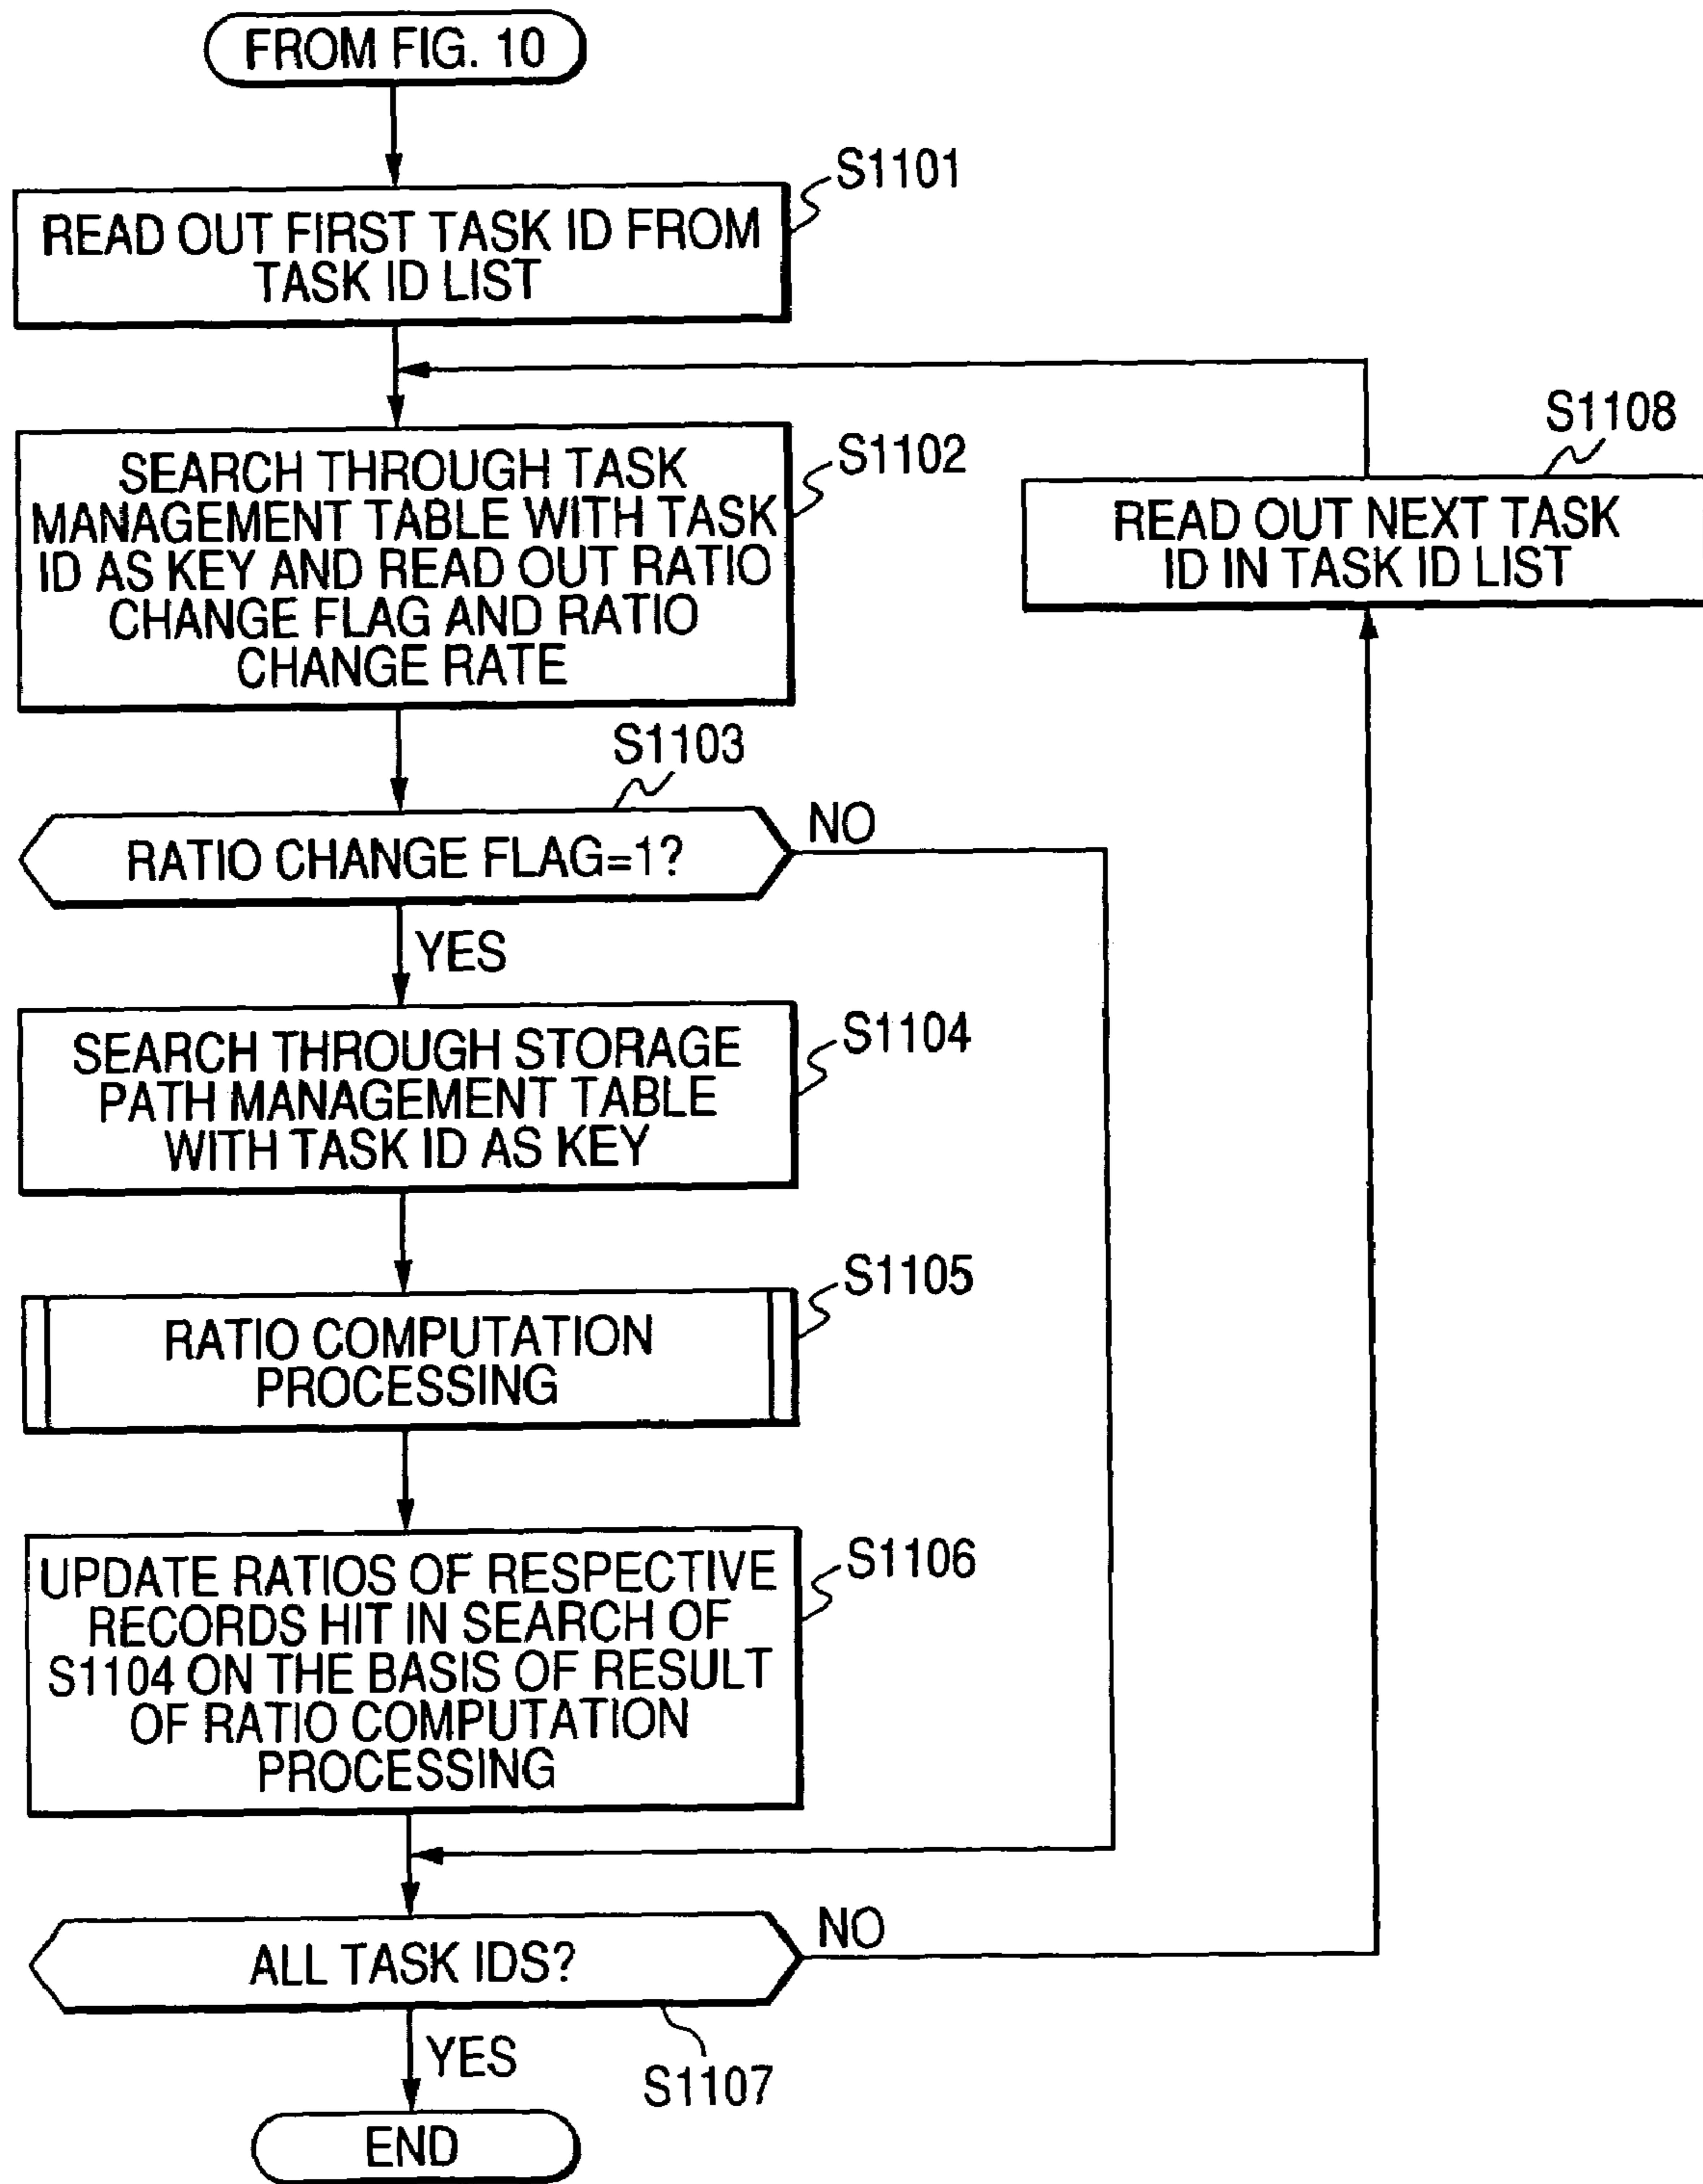 FROM FIG. 10
S1101
READ OUT FIRST TASK ID FROM
TASK ID LIST
S1102
SEARCH THROUGH TASK
MANAGEMENT TABLE WITH TASK
ID AS KEY AND READ OUT RATIO
CHANGE FLAG AND RATIO
CHANGE RATE
S1108
READ OUT NEXT TASK
ID IN TASK ID LIST
S1103
RATIO CHANGE FLAG=1?
NO
YES
S1104
SEARCH THROUGH STORAGE
PATH MANAGEMENT TABLE
WITH TASK ID AS KEY
S1105
RATIO COMPUTATION
PROCESSING
S1106
UPDATE RATIOS OF RESPECTIVE
RECORDS HIT IN SEARCH OF
S1104 ON THE BASIS OF RESULT
OF RATIO COMPUTATION
PROCESSING
ALL TASK IDS?
NO
YES
S1107
END